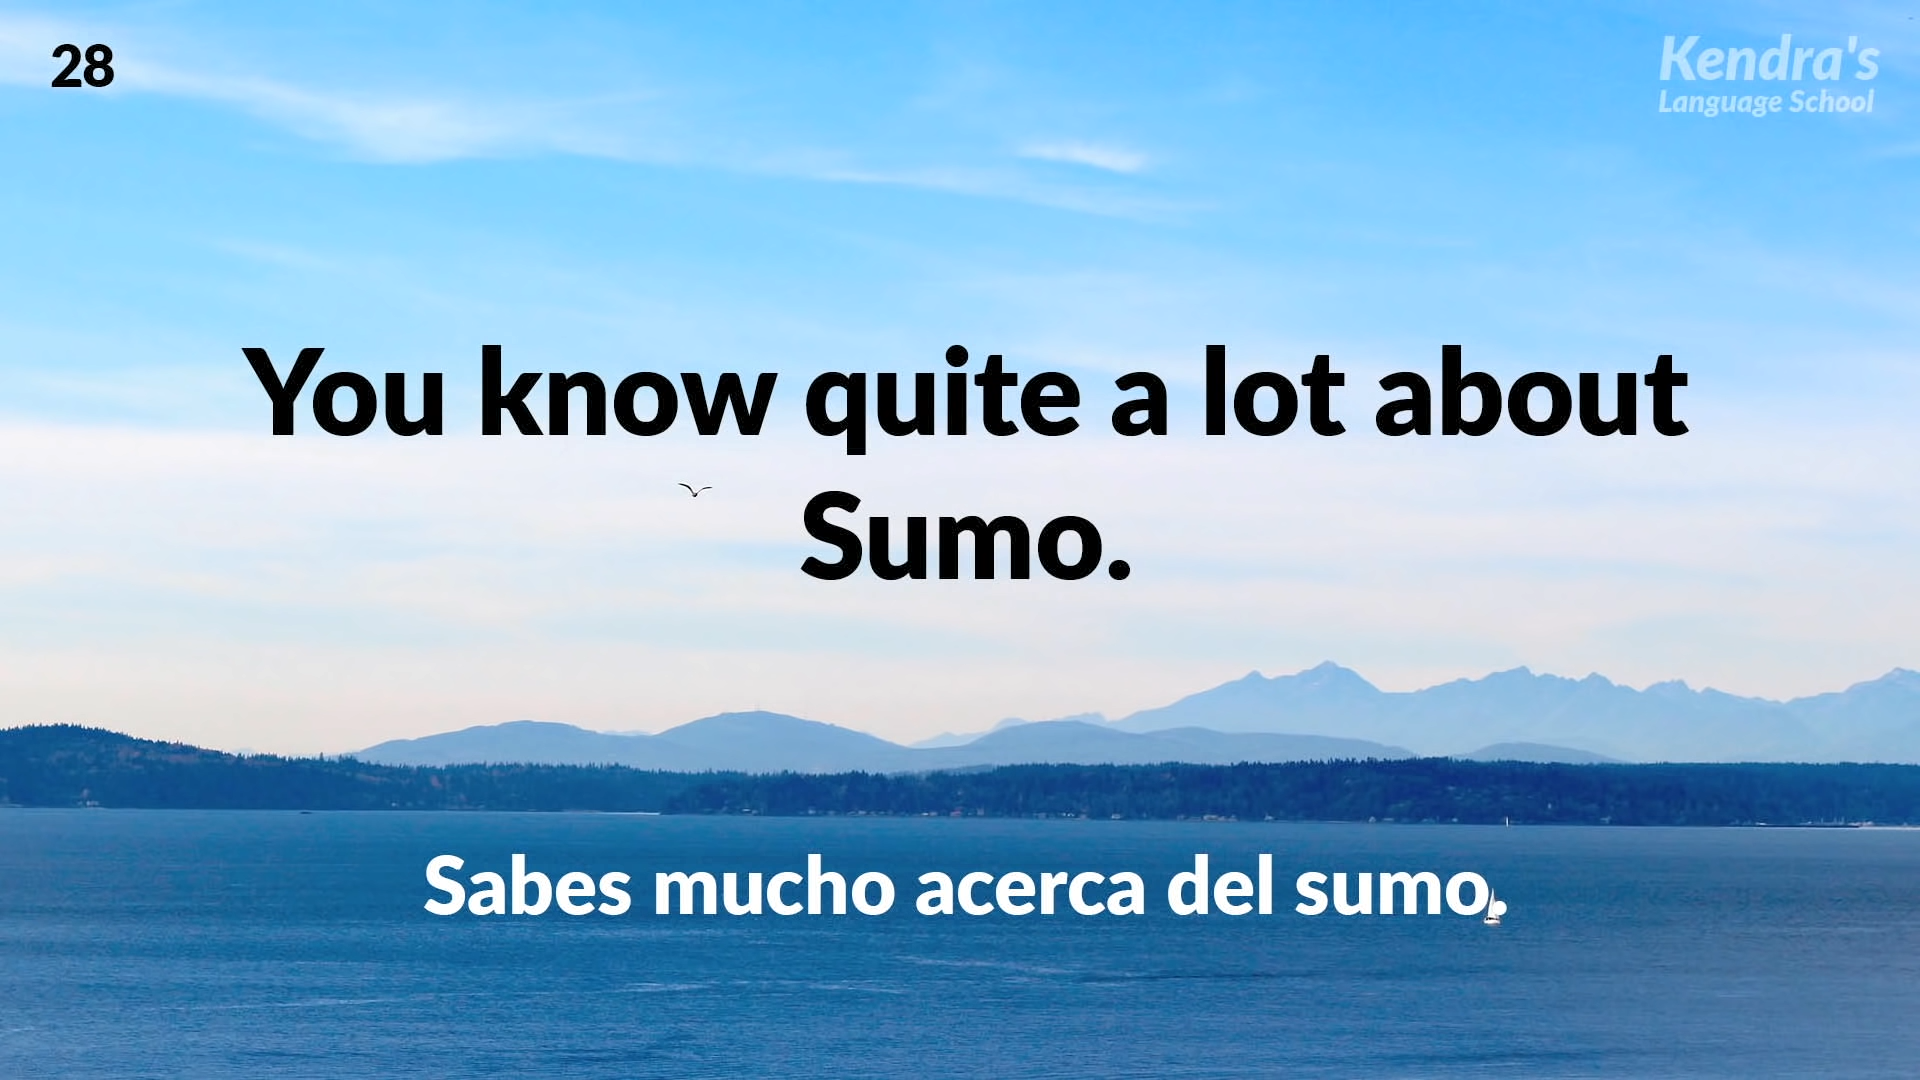 28
Kendra's
Language School
You know quite a lot about
Sumo.
Sabes mucho acerca del sumo.